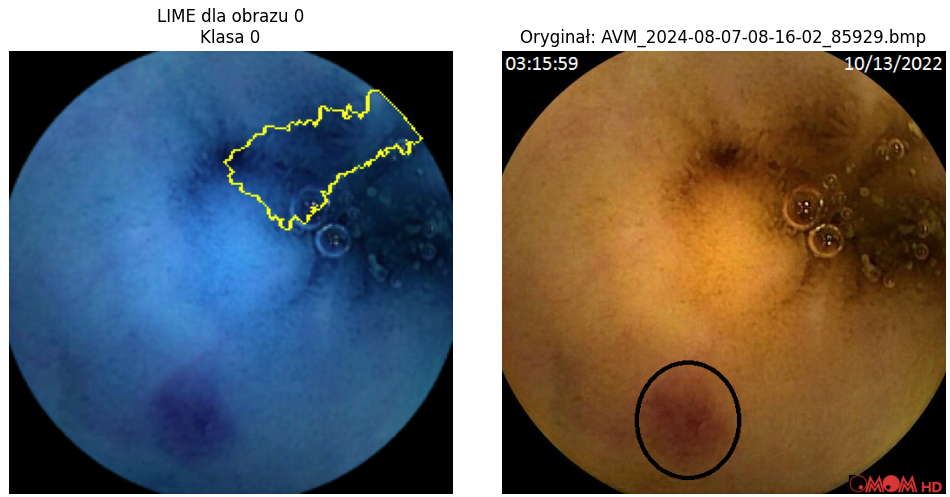 LIME dla obrazu 0
Klasa 0
Oryginał: AVM_2024-08-07-08-16-02_85929.bmp
03:15:59 10/13/2022
OMOM HD